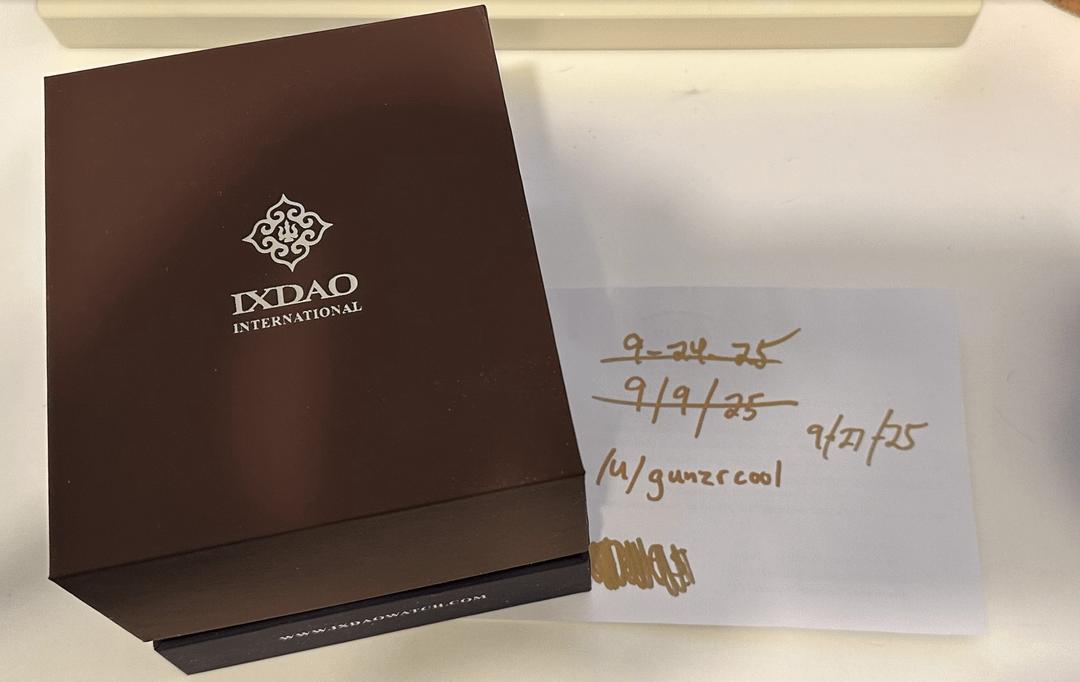 IXDAO
INTERNATIONAL
WWW.IXDAOWATCH.COM
9-24-25
9/9/25
9/27/25
/u/gunzrcool